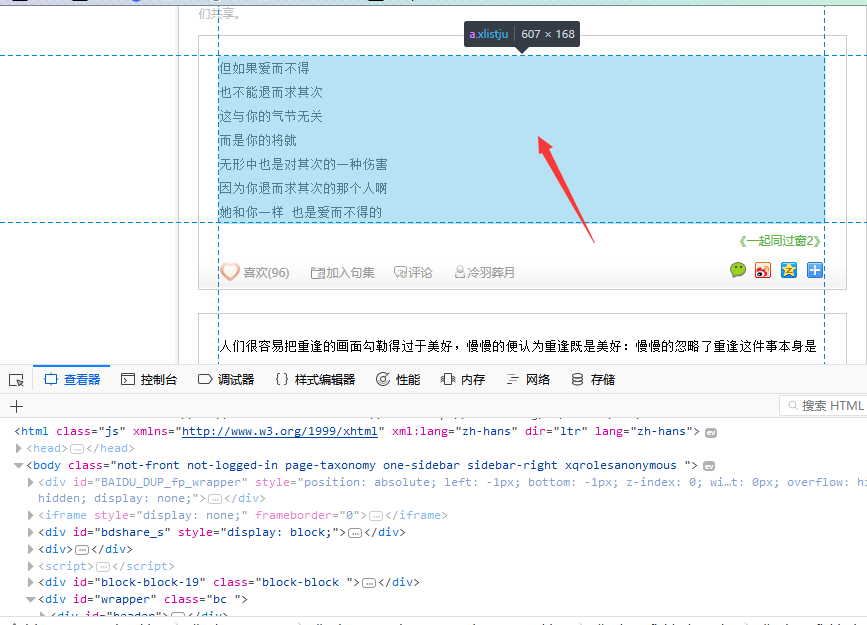 们共享。
a.xlistju 607 × 168
但如果爱而不得
也不能退而求其次
这与你的气节无关
而是你的将就
无形中也是对其次的一种伤害
因为你退而求其次的那个人啊
她和你一样 也是爱而不得的
《一起同过窗2》
喜欢(96) 加入句集 评论 冷羽葬月
人们很容易把重逢的画面勾勒得过于美好，慢慢的便认为重逢既是美好；慢慢的忽略了重逢这件事本身是
查看器 控制台 调试器 {} 样式编辑器 性能 内存 网络 存储
+ 搜索 HTML
<html class="js" xmlns="http://www.w3.org/1999/xhtml" xml:lang="zh-hans" dir="ltr" lang="zh-hans"> ev
<head>…</head>
<body class="not-front not-logged-in page-taxonomy one-sidebar sidebar-right xqrolesanonymous "> ev
<div id="BAIDU_DUP_fp_wrapper" style="position: absolute; left: -1px; bottom: -1px; z-index: 0; wi…t: 0px; overflow: hi
hidden; display: none;">…</div>
<iframe style="display: none;" frameborder="0">…</iframe>
<div id="bdshare_s" style="display: block;">…</div>
<div>…</div>
<script>…</script>
<div id="block-block-19" class="block-block ">…</div>
<div id="wrapper" class="bc ">
<div id="header">…</div>